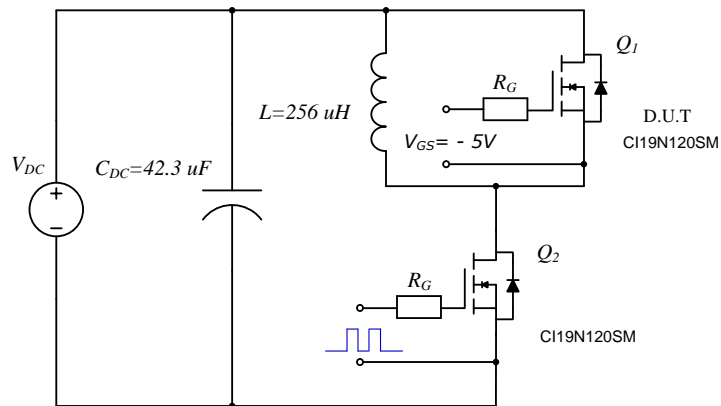 Q1
RG
L=256 uH
D.U.T
VGS= - 5V
CI19N120SM
VDC
CDC=42.3 uF
+
−
Q2
RG
CI19N120SM